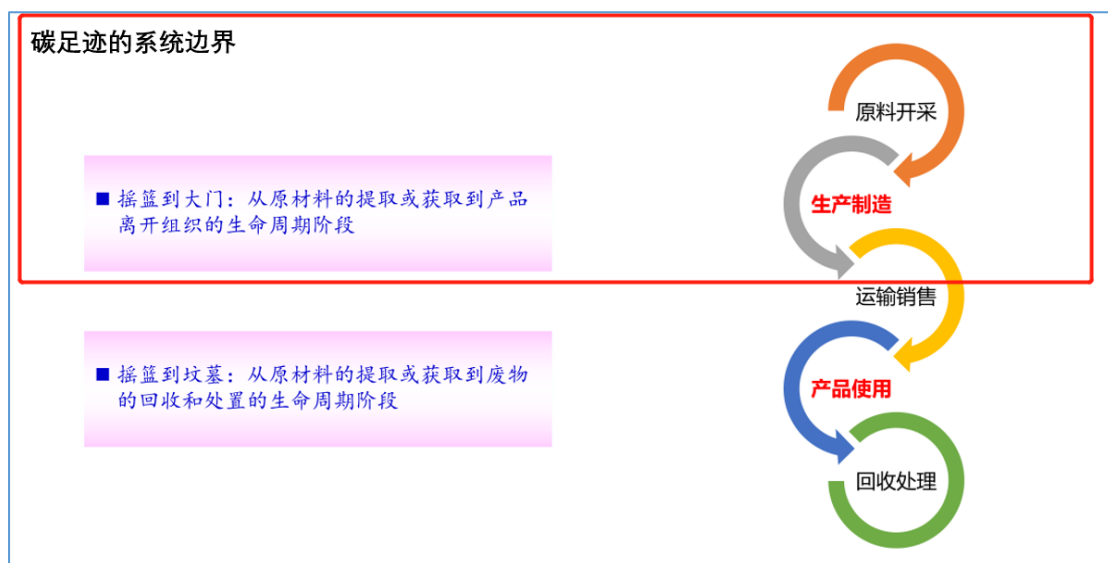 碳足迹的系统边界
原料开采
■ 摇篮到大门：从原材料的提取或获取到产品
离开组织的生命周期阶段
生产制造
运输销售
■ 摇篮到坟墓：从原材料的提取或获取到废物
的回收和处置的生命周期阶段
产品使用
回收处理